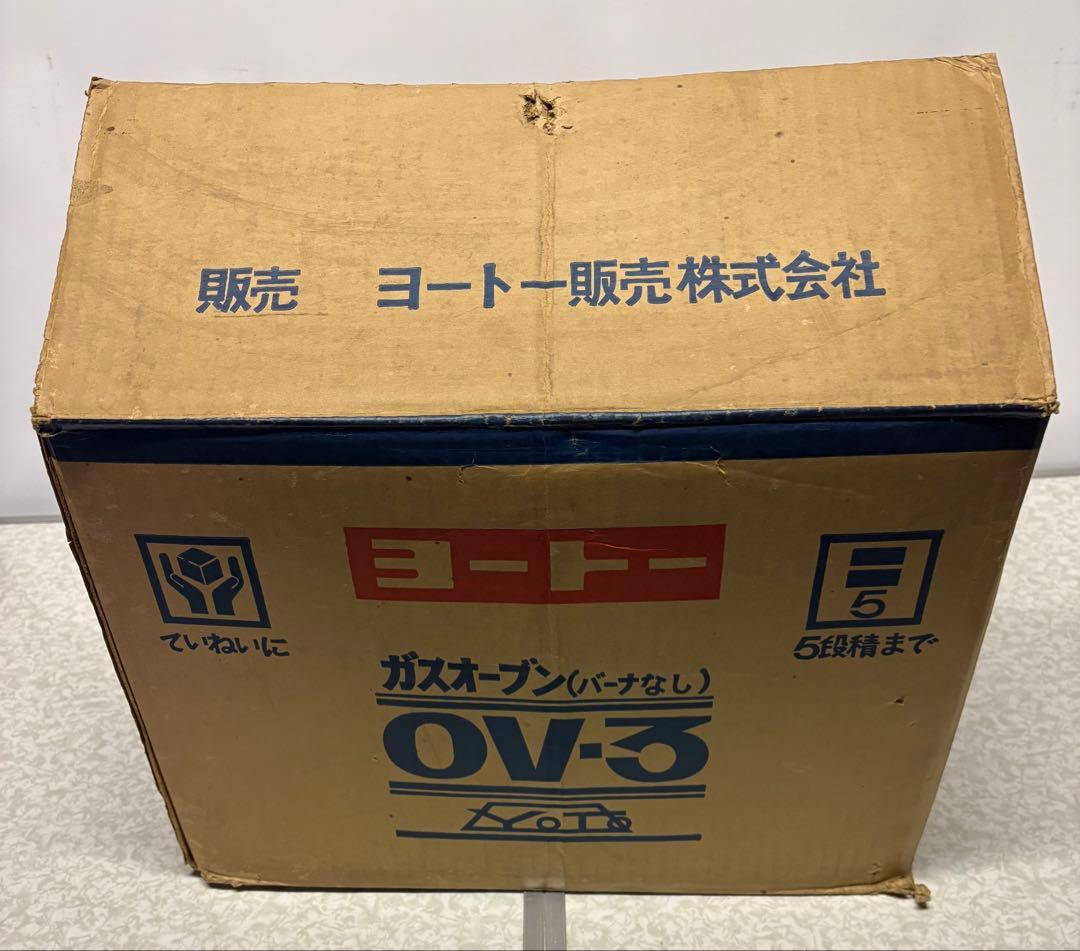 販売 ヨートー販売株式会社
ヨートー
5
ていねいに
5段積まで
ガスオーブン(バーナなし)
OV-3
YoTo